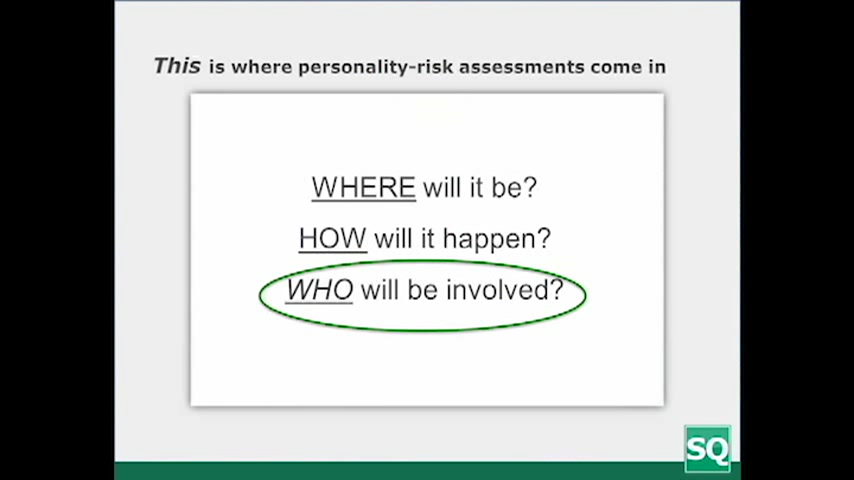 This is where personality-risk assessments come in
WHERE will it be?
HOW will it happen?
WHO will be involved?
SQ